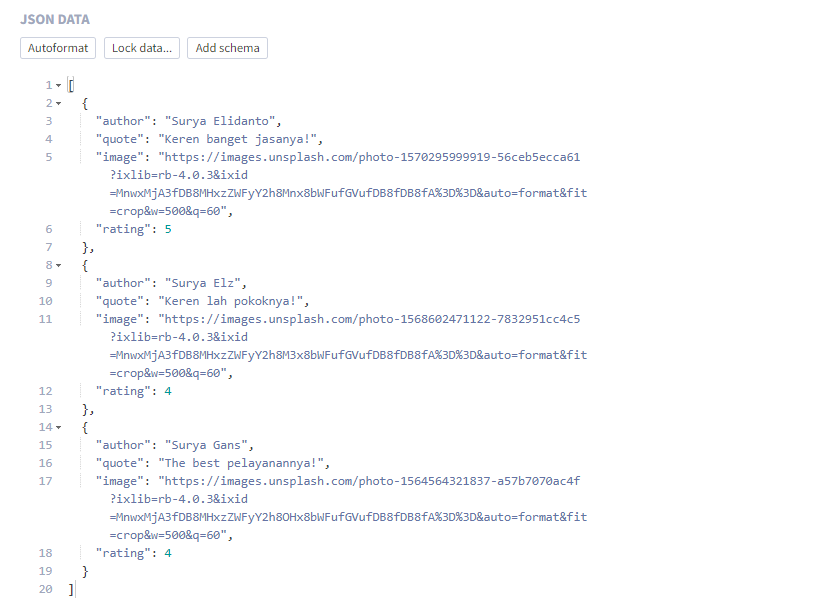 JSON DATA
Autoformat Lock data... Add schema
1 [
2 {
3 "author": "Surya Elidanto",
4 "quote": "Keren banget jasanya!",
5 "image": "https://images.unsplash.com/photo-1570295999919-56ceb5ecca61
?ixlib=rb-4.0.3&ixid
=MnwxMjA3fDB8MHxzZWFyY2h8Mnx8bWFufGVufDB8fDB8fA%3D%3D&auto=format&fit
=crop&w=500&q=60",
6 "rating": 5
7 },
8 {
9 "author": "Surya Elz",
10 "quote": "Keren lah pokoknya!",
11 "image": "https://images.unsplash.com/photo-1568602471122-7832951cc4c5
?ixlib=rb-4.0.3&ixid
=MnwxMjA3fDB8MHxzZWFyY2h8M3x8bWFufGVufDB8fDB8fA%3D%3D&auto=format&fit
=crop&w=500&q=60",
12 "rating": 4
13 },
14 {
15 "author": "Surya Gans",
16 "quote": "The best pelayanannya!",
17 "image": "https://images.unsplash.com/photo-1564564321837-a57b7070ac4f
?ixlib=rb-4.0.3&ixid
=MnwxMjA3fDB8MHxzZWFyY2h8OHx8bWFufGVufDB8fDB8fA%3D%3D&auto=format&fit
=crop&w=500&q=60",
18 "rating": 4
19 }
20 ]